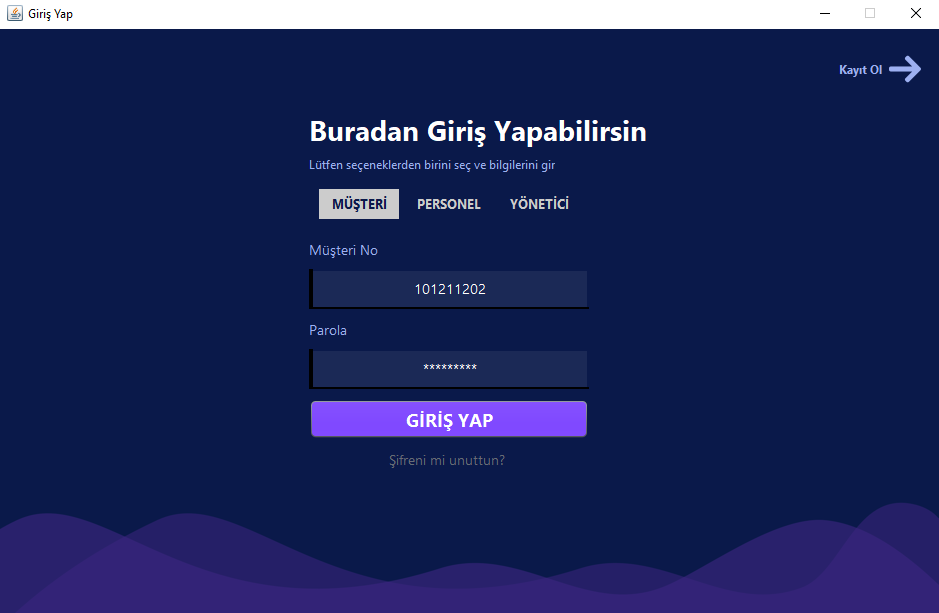 Giriş Yap
Kayıt Ol
Buradan Giriş Yapabilirsin
Lütfen seçeneklerden birini seç ve bilgilerini gir
MÜŞTERİ PERSONEL YÖNETİCİ
Müşteri No
101211202
Parola
*********
GİRİŞ YAP
Şifreni mi unuttun?